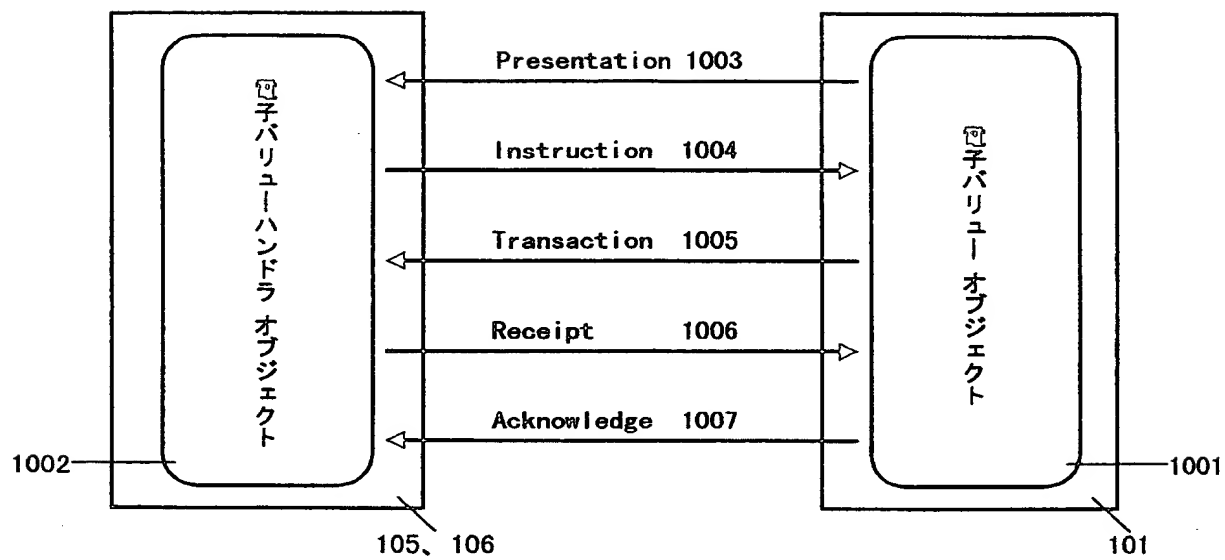 Presentation 1003
Instruction 1004
Transaction 1005
Receipt 1006
Acknowledge 1007
電子バリューハンドラ オブジェクト
電子バリュー オブジェクト
1002
1001
105、106
101